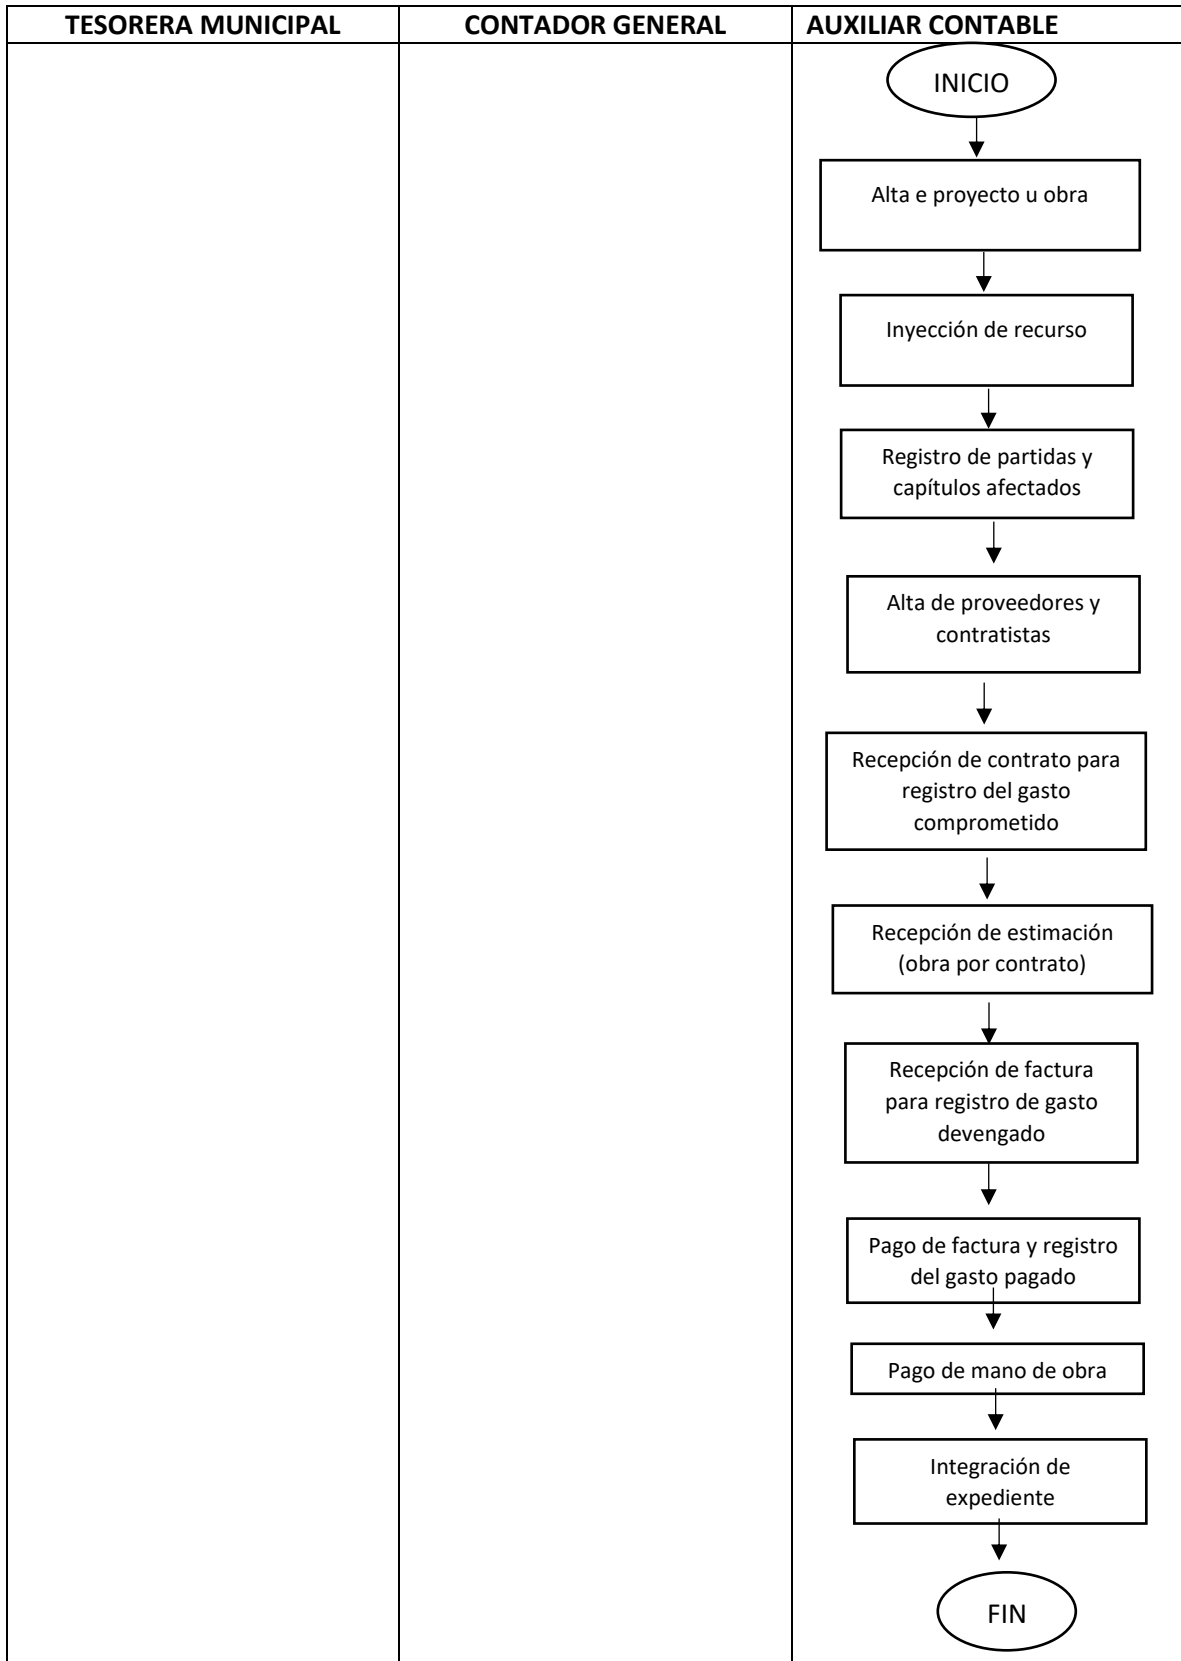 TESORERA MUNICIPAL
CONTADOR GENERAL
AUXILIAR CONTABLE
INICIO
Alta e proyecto u obra
Inyección de recurso
Registro de partidas y
capítulos afectados
Alta de proveedores y
contratistas
Recepción de contrato para
registro del gasto
comprometido
Recepción de estimación
(obra por contrato)
Recepción de factura
para registro de gasto
devengado
Pago de factura y registro
del gasto pagado
Pago de mano de obra
Integración de
expediente
FIN